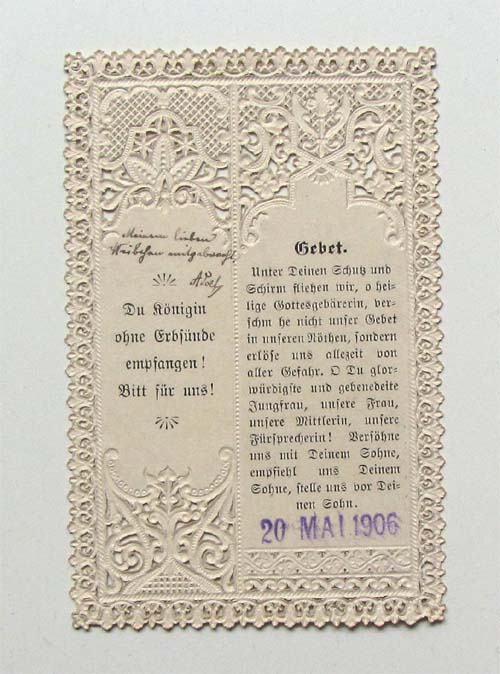 Meinem lieben
Weibchen mitgebracht
Du Königin
ohne Erbsünde
empfangen!
Bitt für uns!
Gebet.
Unter Deinen Schutz und
Schirm fliehen wir, o hei-
lige Gottesgebärerin, ver-
schm he nicht unser Gebet
in unseren Nöthen, sondern
erlöse uns allezeit von
aller Gefahr. O Du glor-
würdigste und gebenedeite
Jungfrau, unsere Frau,
unsere Mittlerin, unsere
Fürsprecherin! Versöhne
uns mit Deinem Sohne,
empfiehl uns Deinem
Sohne, stelle uns vor Dei-
nen Sohn.
20 MAI 1906